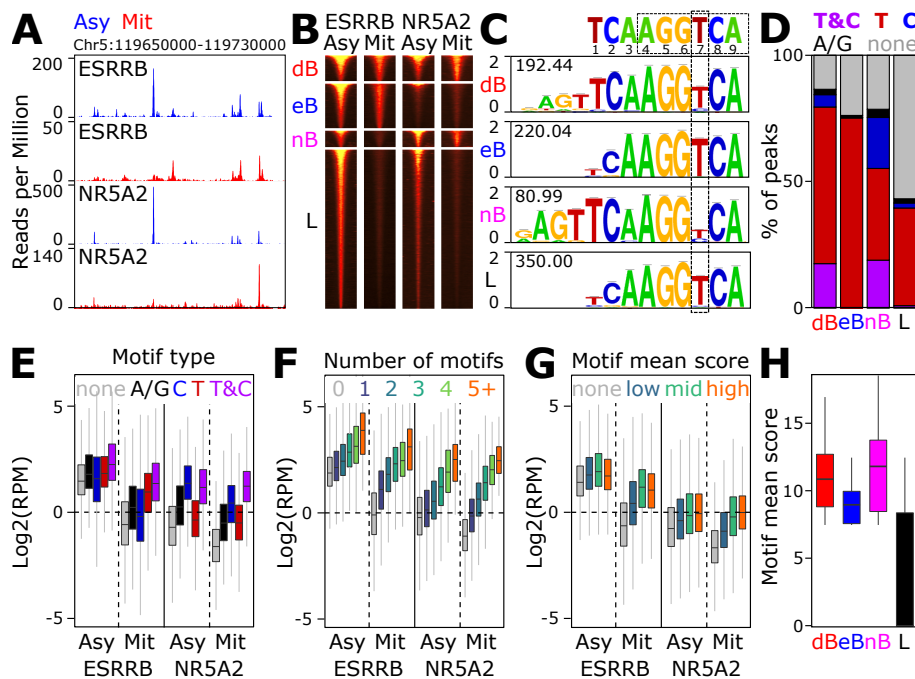 A
Asy Mit
Chr5:119650000-119730000
Reads per Million
200
ESRRB
0
50
ESRRB
0
500
NR5A2
0
140
NR5A2
0
B
ESRRB NR5A2
Asy Mit Asy Mit
dB
eB
nB
L
C
TCAAGGTCA
1 2 3 4 5 6 7 8 9
2
192.44
dB
0
GAGTTCAAGGTCA
2
220.04
eB
0
TCAAGGTCA
2
80.99
nB
0
GAGTTCAAGGTCA
2
350.00
L
0
TCAAGGTCA
D
T&C T C
A/G none
% of peaks
100
50
0
dB eB nB L
E
Motif type
none A/G C T T&C
Log2(RPM)
5
0
-5
Asy Mit Asy Mit
ESRRB NR5A2
F
Number of motifs
0 1 2 3 4 5+
Log2(RPM)
5
0
-5
Asy Mit Asy Mit
ESRRB NR5A2
G
Motif mean score
none low mid high
Log2(RPM)
5
0
-5
Asy Mit Asy Mit
ESRRB NR5A2
H
Motif mean score
15
10
5
0
dB eB nB L